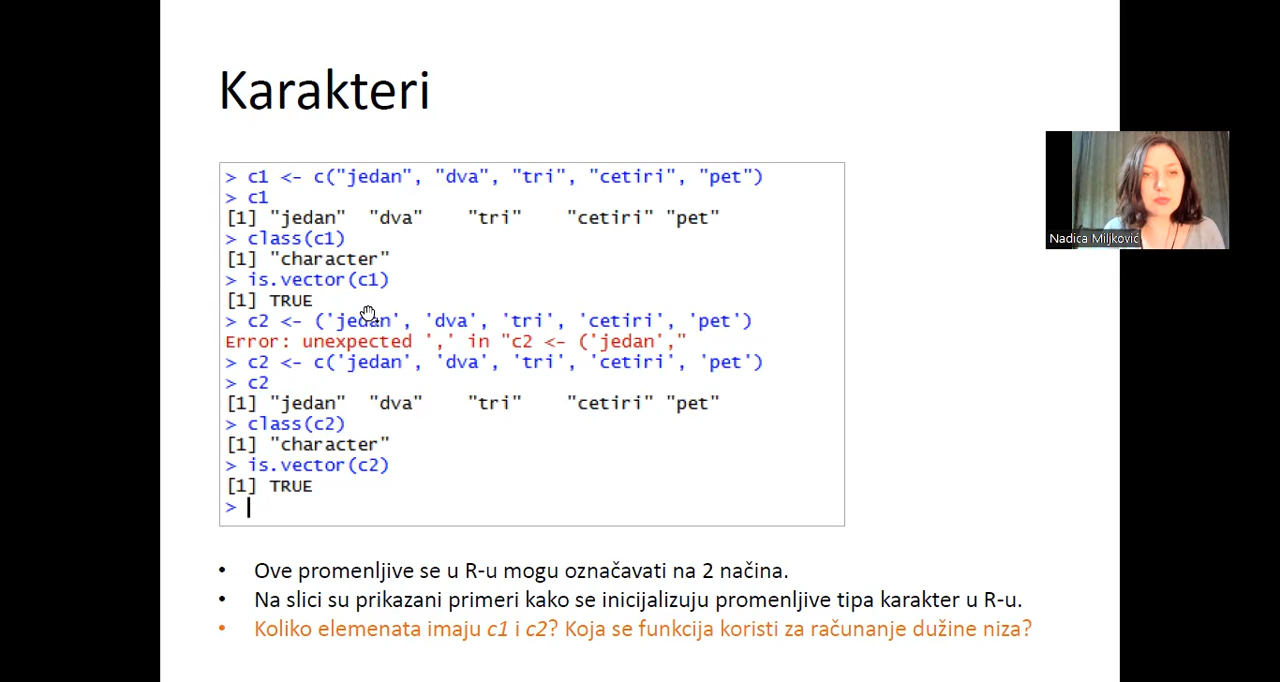 Karakteri
> c1 <- c("jedan", "dva", "tri", "cetiri", "pet")
> c1
[1] "jedan"  "dva"    "tri"    "cetiri" "pet"
> class(c1)
[1] "character"
> is.vector(c1)
[1] TRUE
> c2 <- ('jedan', 'dva', 'tri', 'cetiri', 'pet')
Error: unexpected ',' in "c2 <- ('jedan',"
> c2 <- c('jedan', 'dva', 'tri', 'cetiri', 'pet')
> c2
[1] "jedan"  "dva"    "tri"    "cetiri" "pet"
> class(c2)
[1] "character"
> is.vector(c2)
[1] TRUE
>
• Ove promenljive se u R-u mogu označavati na 2 načina.
• Na slici su prikazani primeri kako se inicijalizuju promenljive tipa karakter u R-u.
• Koliko elemenata imaju c1 i c2? Koja se funkcija koristi za računanje dužine niza?
Nadica Miljković